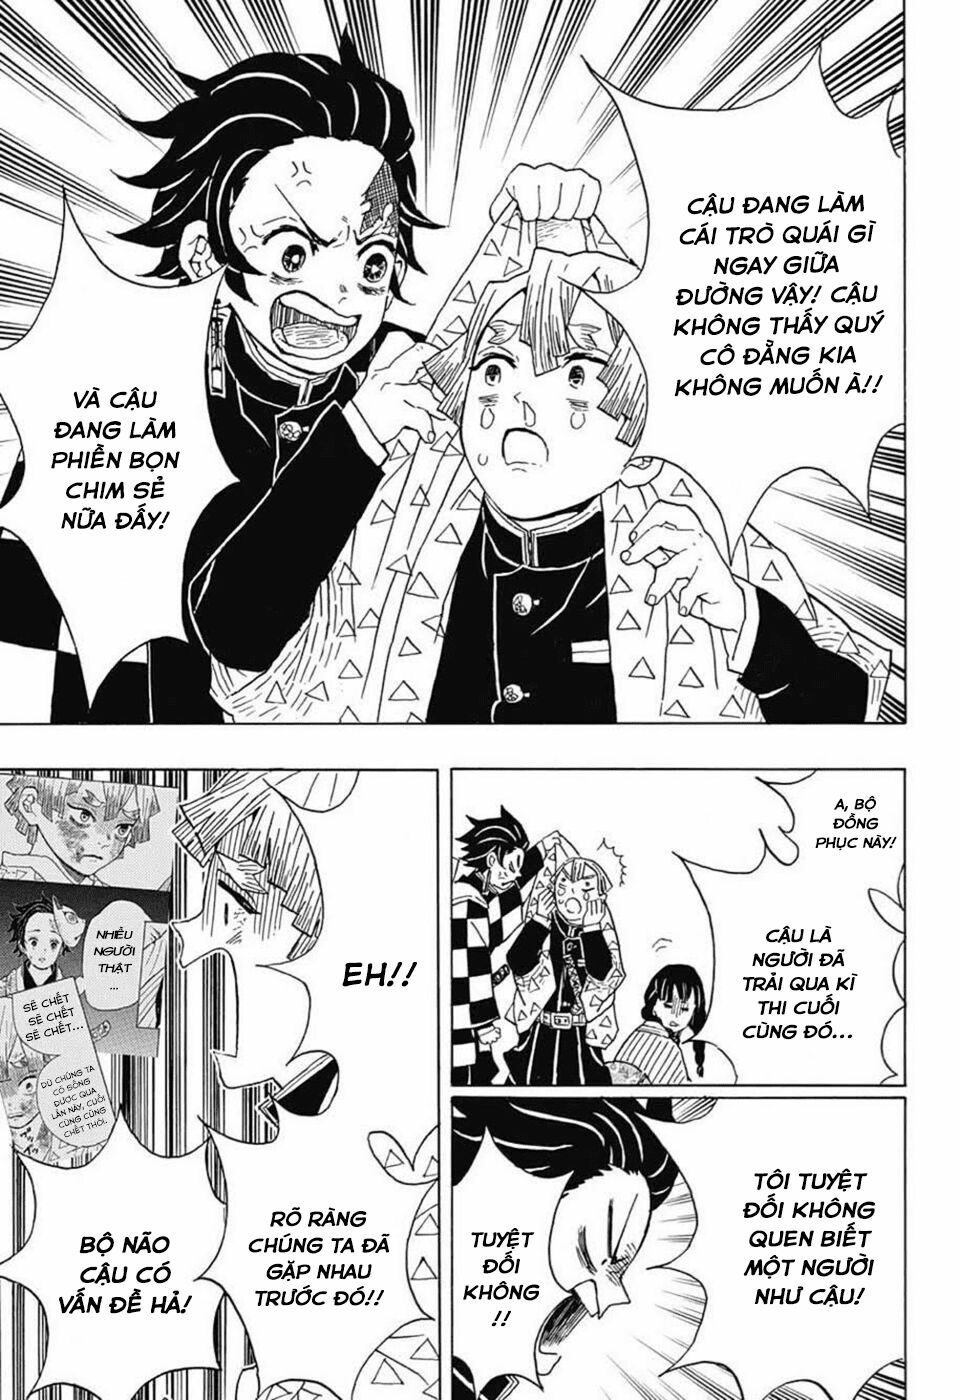 CẬU ĐANG LÀM
CÁI TRÒ QUÁI GÌ
NGAY GIỮA
ĐƯỜNG VẬY! CẬU
KHÔNG THẤY QUÝ
CÔ ĐẰNG KIA
KHÔNG MUỐN À!!
VÀ CẬU
ĐANG LÀM
PHIỀN BỌN
CHIM SẺ
NỮA ĐẤY!
A, BỘ
ĐỒNG
PHỤC NÀY!
CẬU LÀ
NGƯỜI ĐÃ
TRẢI QUA KÌ
THI CUỐI
CÙNG ĐÓ...
TÔI TUYỆT
ĐỐI KHÔNG
QUEN BIẾT
MỘT NGƯỜI
NHƯ CẬU!
TUYỆT
ĐỐI
KHÔNG
!!
EH!!
NHIỀU
NGƯỜI
THẬT
...
SẼ CHẾT
SẼ CHẾT
SẼ CHẾT...
DÙ CHÚNG TA
CÓ SỐNG
ĐƯỢC QUA
LẦN NÀY, CUỐI
CÙNG CŨNG
CHẾT THÔI.
RÕ RÀNG
CHÚNG TA ĐÃ
GẶP NHAU
TRƯỚC ĐÓ!!
BỘ NÃO
CẬU CÓ
VẤN ĐỀ HẢ!